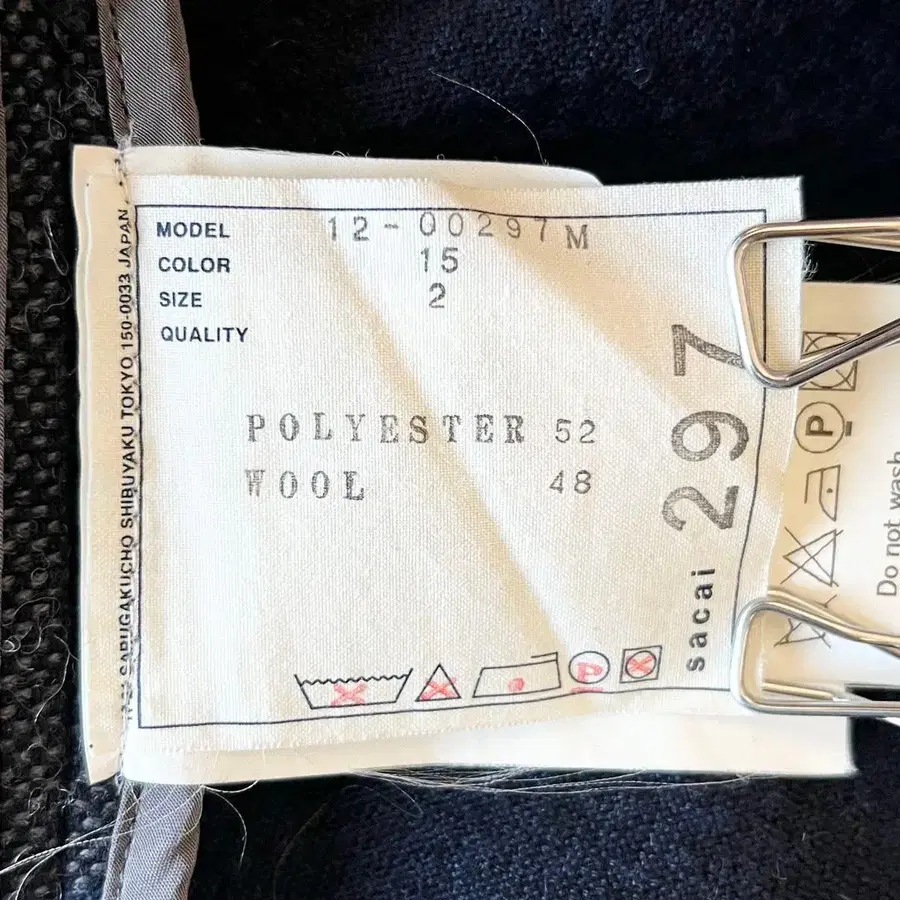 MODEL 12-00297M
COLOR 15
SIZE 2
QUALITY
POLYESTER 52
WOOL 48
sacai 297
SARUGAKUCHO SHIBUYAKU TOKYO 150-0033 JAPAN
P
P
Do not wash